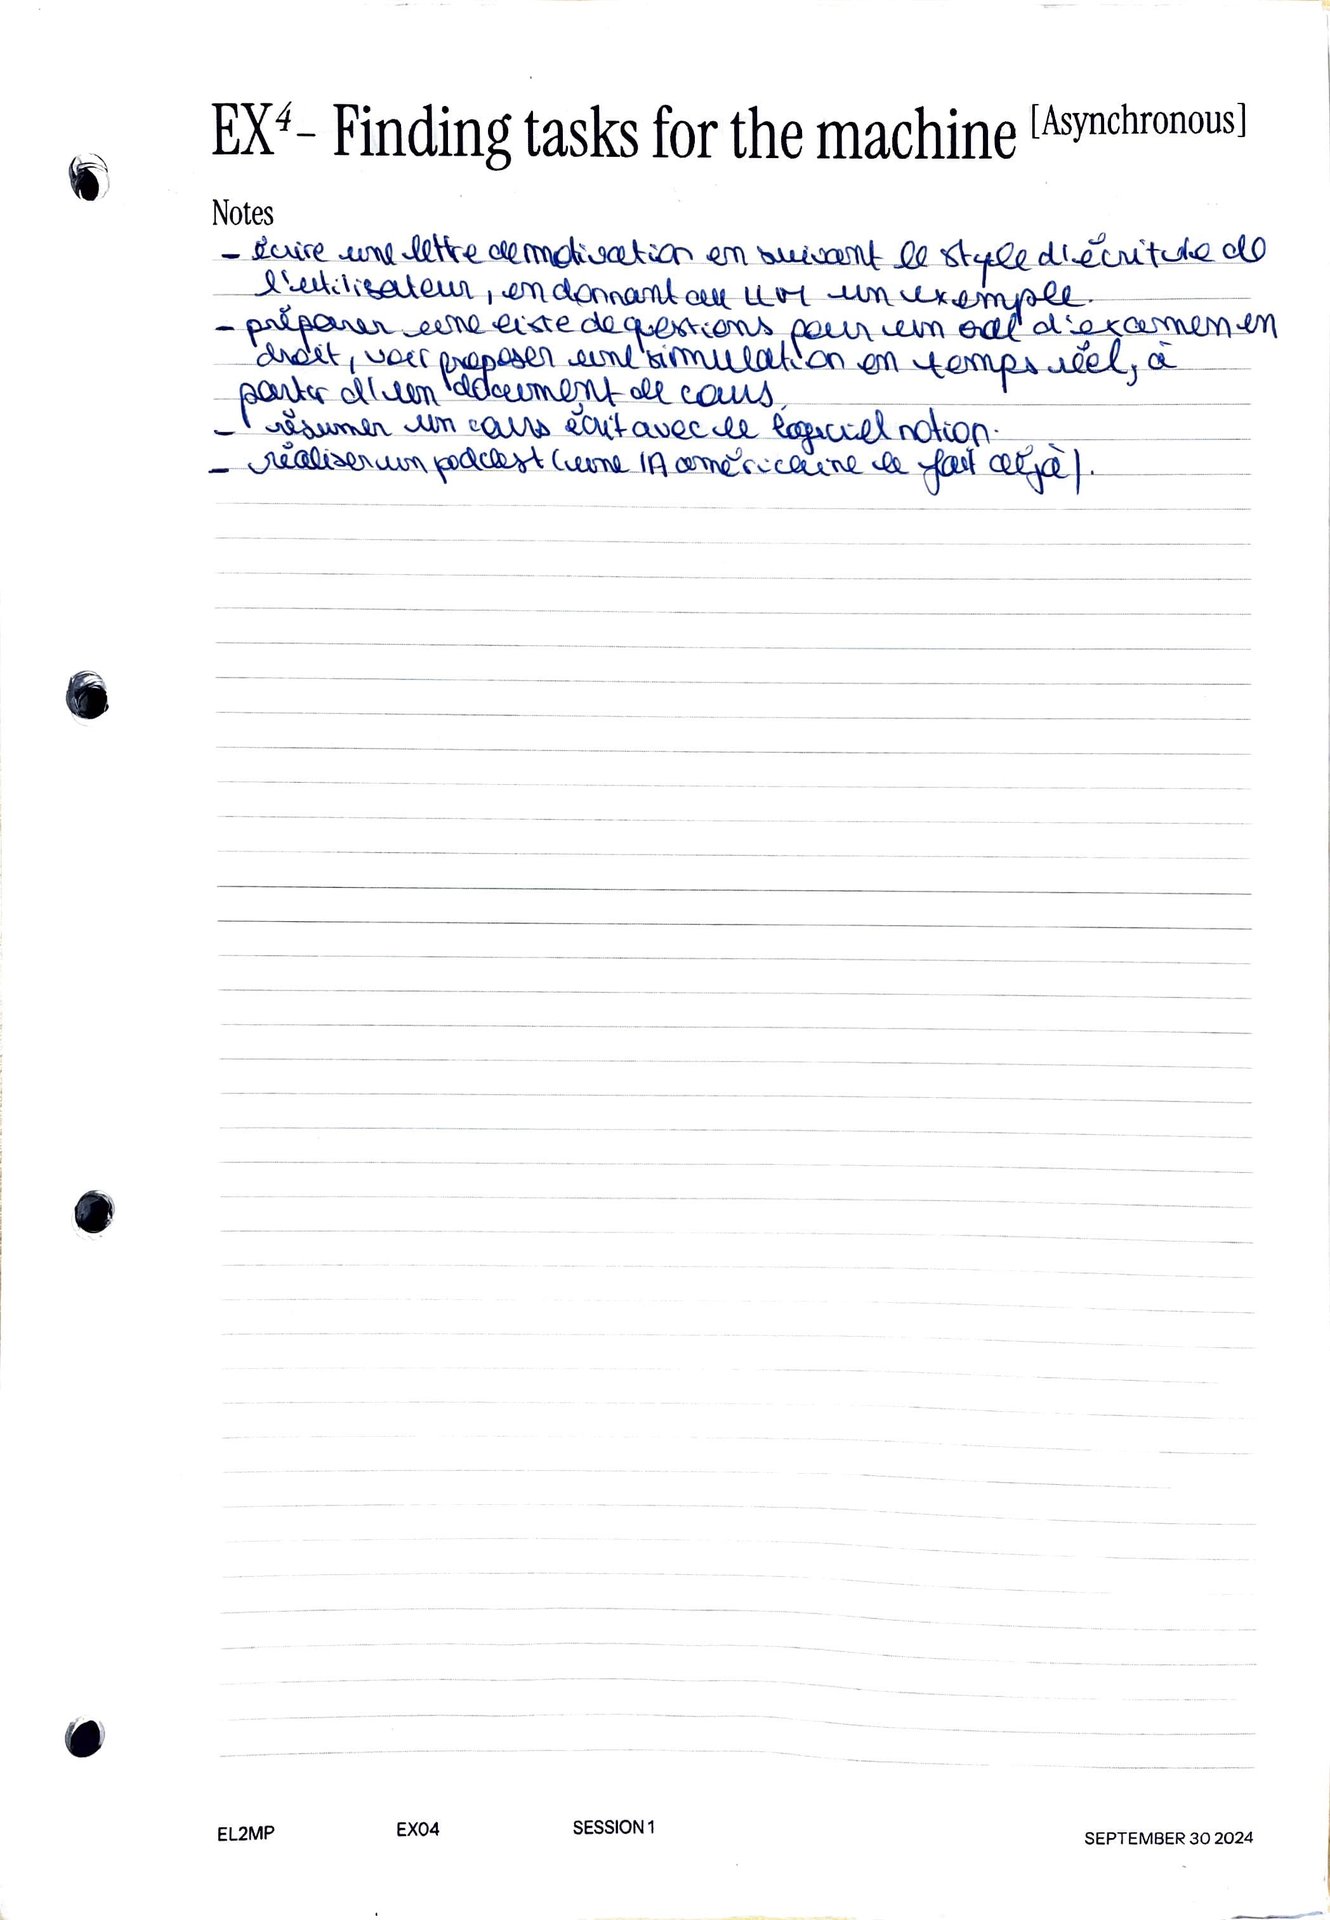 EX⁴ – Finding tasks for the machine [Asynchronous]
Notes
– écrire une lettre de motivation en suivant le style d'écriture de
l'utilisateur, en donnant au un exemple.
– préparer une liste de questions pour un oral d'examen en
droit, voir proposer une simulation en temps réel, à
partir d'un document de cours.
– résumer un cours écrit avec le logiciel notion.
– réaliser un podcast (une IA américaine le fait déjà).
EL2MP EX04 SESSION 1 SEPTEMBER 30 2024